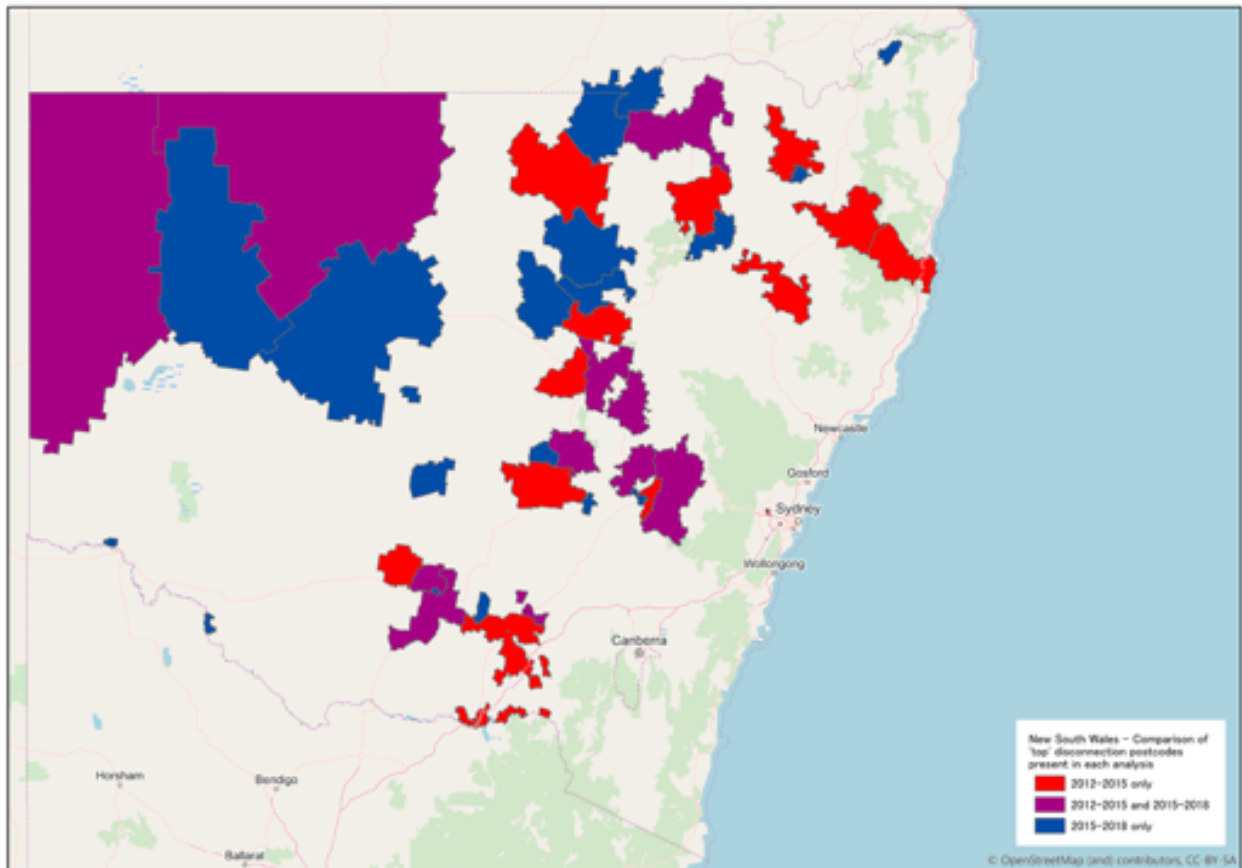 Newcastle
Gosford
Sydney
Wollongong
Canberra
Horsham
Bendigo
Ballarat
New South Wales – Comparison of
'top' disconnection postcodes
present in each analysis
2012-2015 only
2012-2015 and 2015-2018
2015-2018 only
© OpenStreetMap (and) contributors, CC-BY-SA